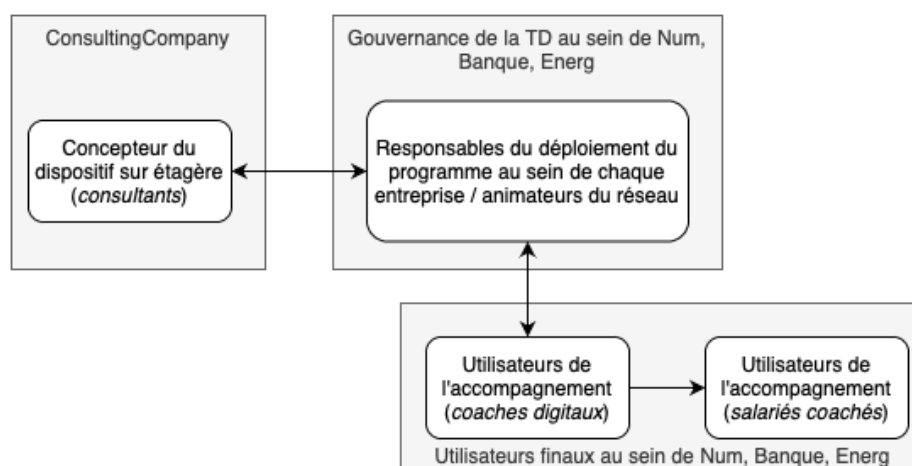 ConsultingCompany
Concepteur du
dispositif sur étagère
(consultants)
Gouvernance de la TD au sein de Num,
Banque, Energ
Responsables du déploiement du
programme au sein de chaque
entreprise / animateurs du réseau
Utilisateurs de
l'accompagnement
(coaches digitaux)
Utilisateurs de
l'accompagnement
(salariés coachés)
Utilisateurs finaux au sein de Num, Banque, Energ